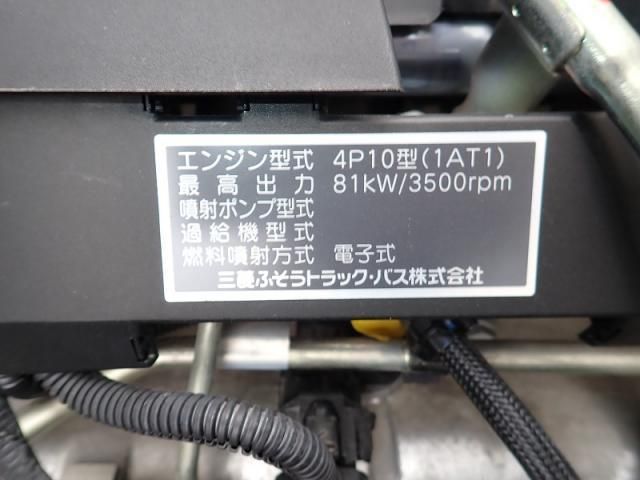 エンジン型式 4P10型(1AT1)
最高出力 81kW/3500rpm
噴射ポンプ型式
過給機型式
燃料噴射方式 電子式
三菱ふそうトラック・バス株式会社